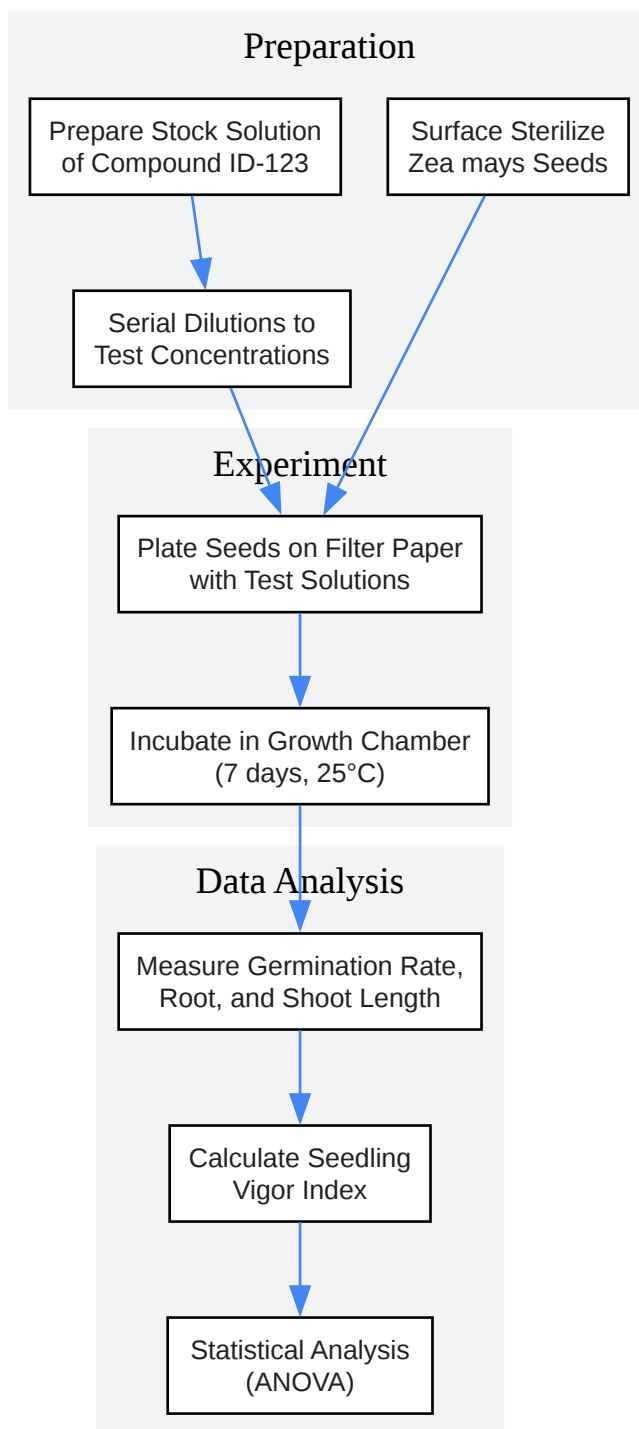 Preparation
Prepare Stock Solution
of Compound ID-123
Surface Sterilize
Zea mays Seeds
Serial Dilutions to
Test Concentrations
Experiment
Plate Seeds on Filter Paper
with Test Solutions
Incubate in Growth Chamber
(7 days, 25°C)
Data Analysis
Measure Germination Rate,
Root, and Shoot Length
Calculate Seedling
Vigor Index
Statistical Analysis
(ANOVA)